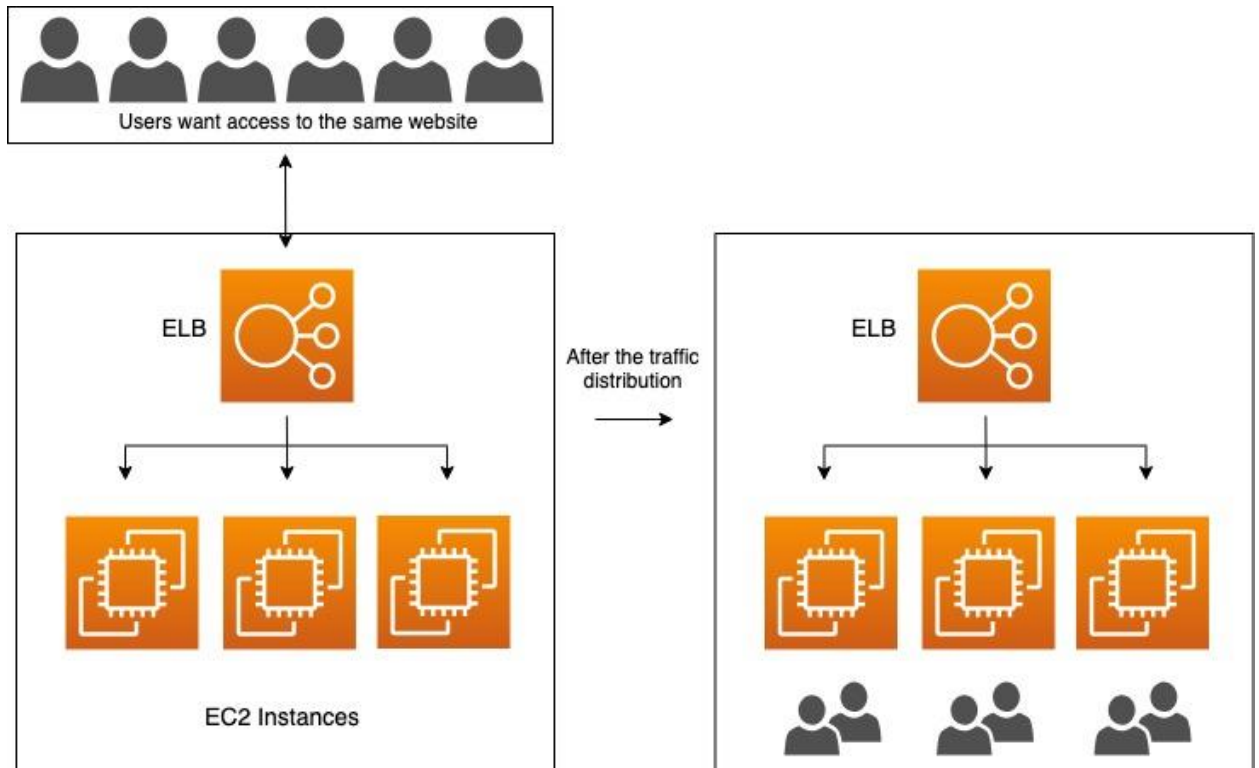 Users want access to the same website
ELB
After the traffic
distribution
ELB
EC2 Instances